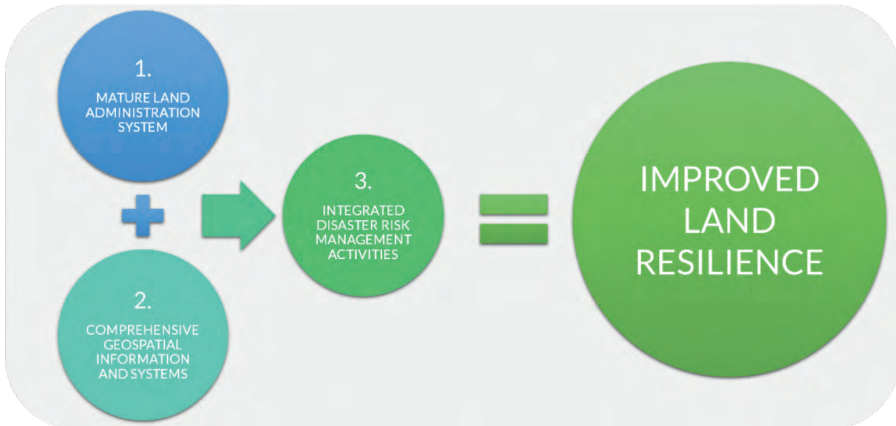 1.
MATURE LAND
ADMINISTRATION
SYSTEM
2.
COMPREHENSIVE
GEOSPATIAL
INFORMATION
AND SYSTEMS
3.
INTEGRATED
DISASTER RISK
MANAGEMENT
ACTIVITIES
IMPROVED
LAND
RESILIENCE